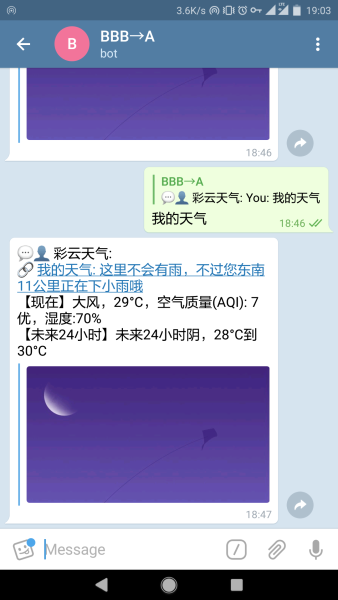 3.6K/s 19:03
B BBB→A
bot
18:46
BBB→A
彩云天气: You: 我的天气
我的天气
18:46
彩云天气:
我的天气: 这里不会有雨，不过您东南
11公里正在下小雨哦
【现在】大风，29°C，空气质量(AQI): 7
优，湿度:70%
【未来24小时】未来24小时阴，28°C到
30°C
18:47
Message